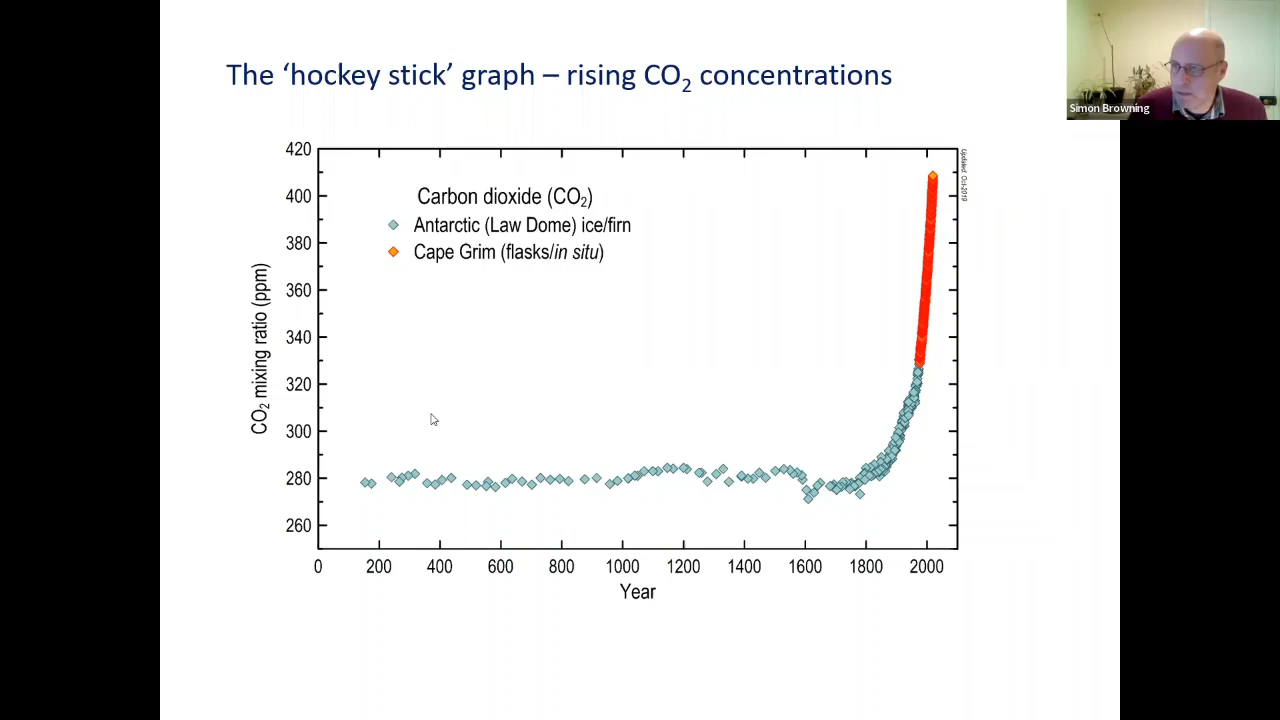 The ‘hockey stick’ graph – rising CO₂ concentrations
Simon Browning
Updated: Oct-2019
Carbon dioxide (CO₂)
Antarctic (Law Dome) ice/firn
Cape Grim (flasks/in situ)
CO₂ mixing ratio (ppm)
420
400
380
360
340
320
300
280
260
0 200 400 600 800 1000 1200 1400 1600 1800 2000
Year